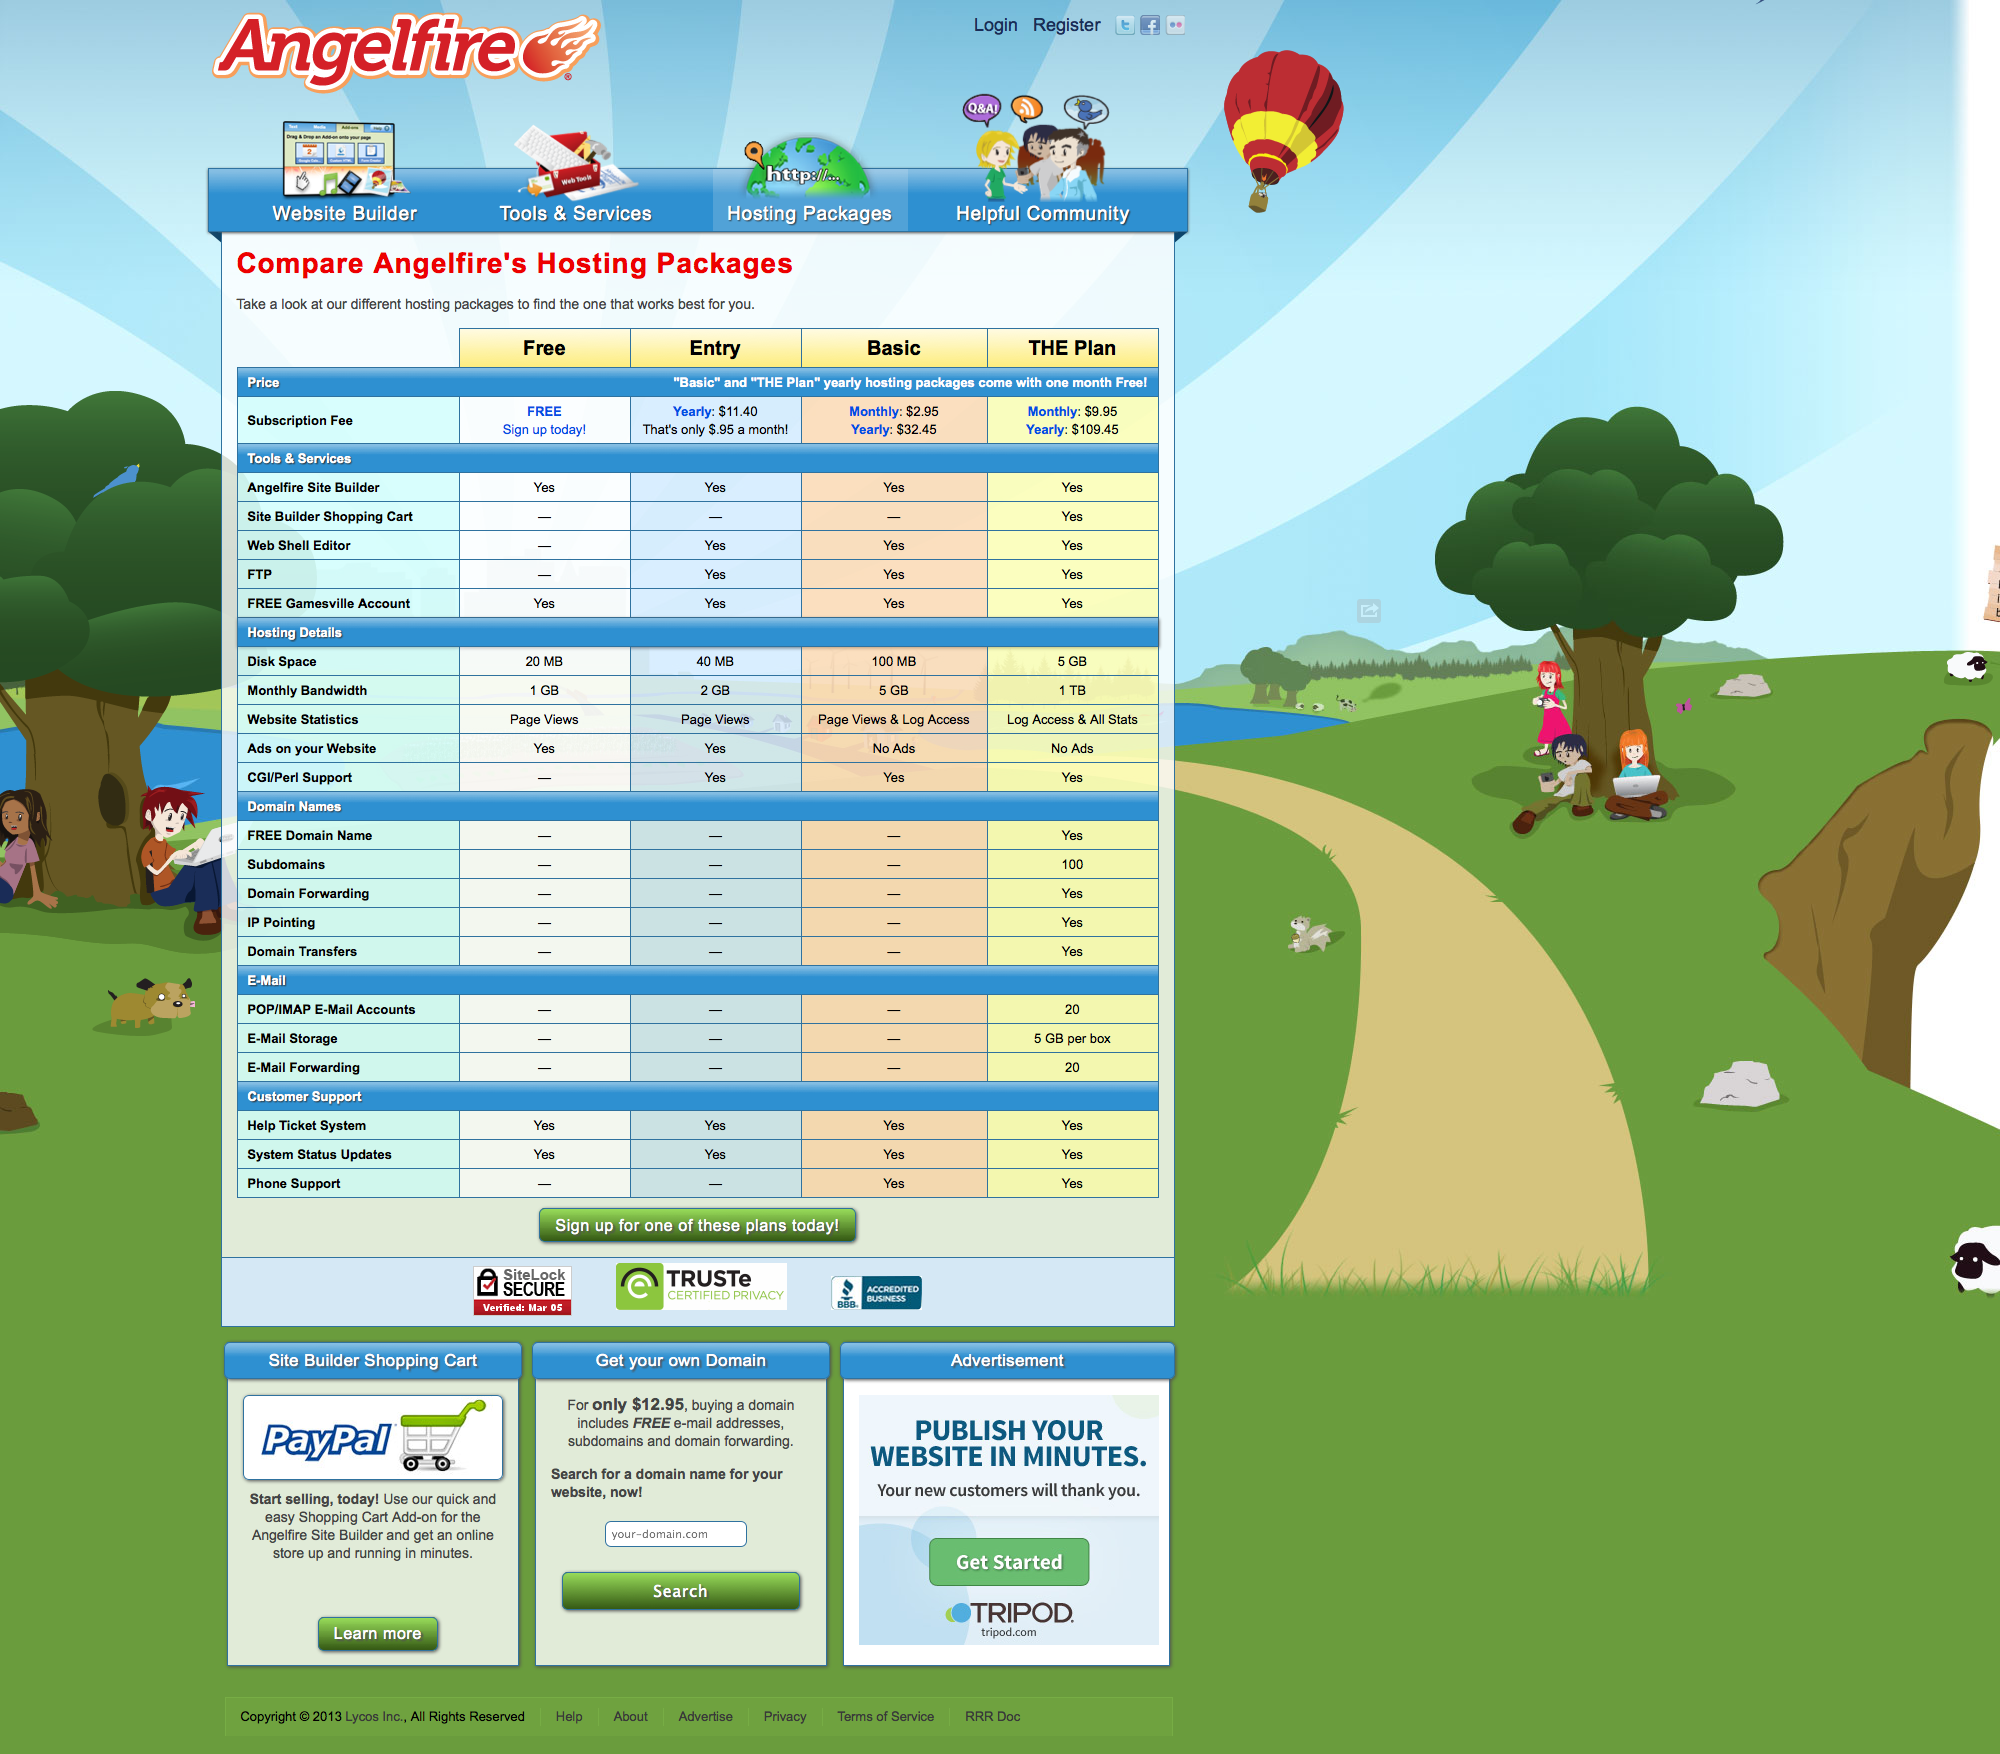 Angelfire
Login Register
Q&A!
Text Media Add-ons Help
Drag & Drop an Add-on onto your page
Web Tools
http://...
Website Builder Tools & Services Hosting Packages Helpful Community
Compare Angelfire's Hosting Packages
Take a look at our different hosting packages to find the one that works best for you.
Free Entry Basic THE Plan
Price "Basic" and "THE Plan" yearly hosting packages come with one month Free!
Subscription Fee FREE Yearly: $11.40 Monthly: $2.95 Monthly: $9.95
Sign up today! That's only $.95 a month! Yearly: $32.45 Yearly: $109.45
Tools & Services
Angelfire Site Builder Yes Yes Yes Yes
Site Builder Shopping Cart — — — Yes
Web Shell Editor — Yes Yes Yes
FTP — Yes Yes Yes
FREE Gamesville Account Yes Yes Yes Yes
Hosting Details
Disk Space 20 MB 40 MB 100 MB 5 GB
Monthly Bandwidth 1 GB 2 GB 5 GB 1 TB
Website Statistics Page Views Page Views Page Views & Log Access Log Access & All Stats
Ads on your Website Yes Yes No Ads No Ads
CGI/Perl Support — Yes Yes Yes
Domain Names
FREE Domain Name — — — Yes
Subdomains — — — 100
Domain Forwarding — — — Yes
IP Pointing — — — Yes
Domain Transfers — — — Yes
E-Mail
POP/IMAP E-Mail Accounts — — — 20
E-Mail Storage — — — 5 GB per box
E-Mail Forwarding — — — 20
Customer Support
Help Ticket System Yes Yes Yes Yes
System Status Updates Yes Yes Yes Yes
Phone Support — — Yes Yes
Sign up for one of these plans today!
SiteLock
SECURE
Verified: Mar 05
TRUSTe
CERTIFIED PRIVACY
BBB
ACCREDITED
BUSINESS
Site Builder Shopping Cart
PayPal
Start selling, today! Use our quick and
easy Shopping Cart Add-on for the
Angelfire Site Builder and get an online
store up and running in minutes.
Learn more
Get your own Domain
For only $12.95, buying a domain
includes FREE e-mail addresses,
subdomains and domain forwarding.
Search for a domain name for your
website, now!
your-domain.com
Search
Advertisement
PUBLISH YOUR
WEBSITE IN MINUTES.
Your new customers will thank you.
Get Started
TRIPOD.
tripod.com
Copyright © 2013 Lycos Inc., All Rights Reserved Help About Advertise Privacy Terms of Service RRR Doc